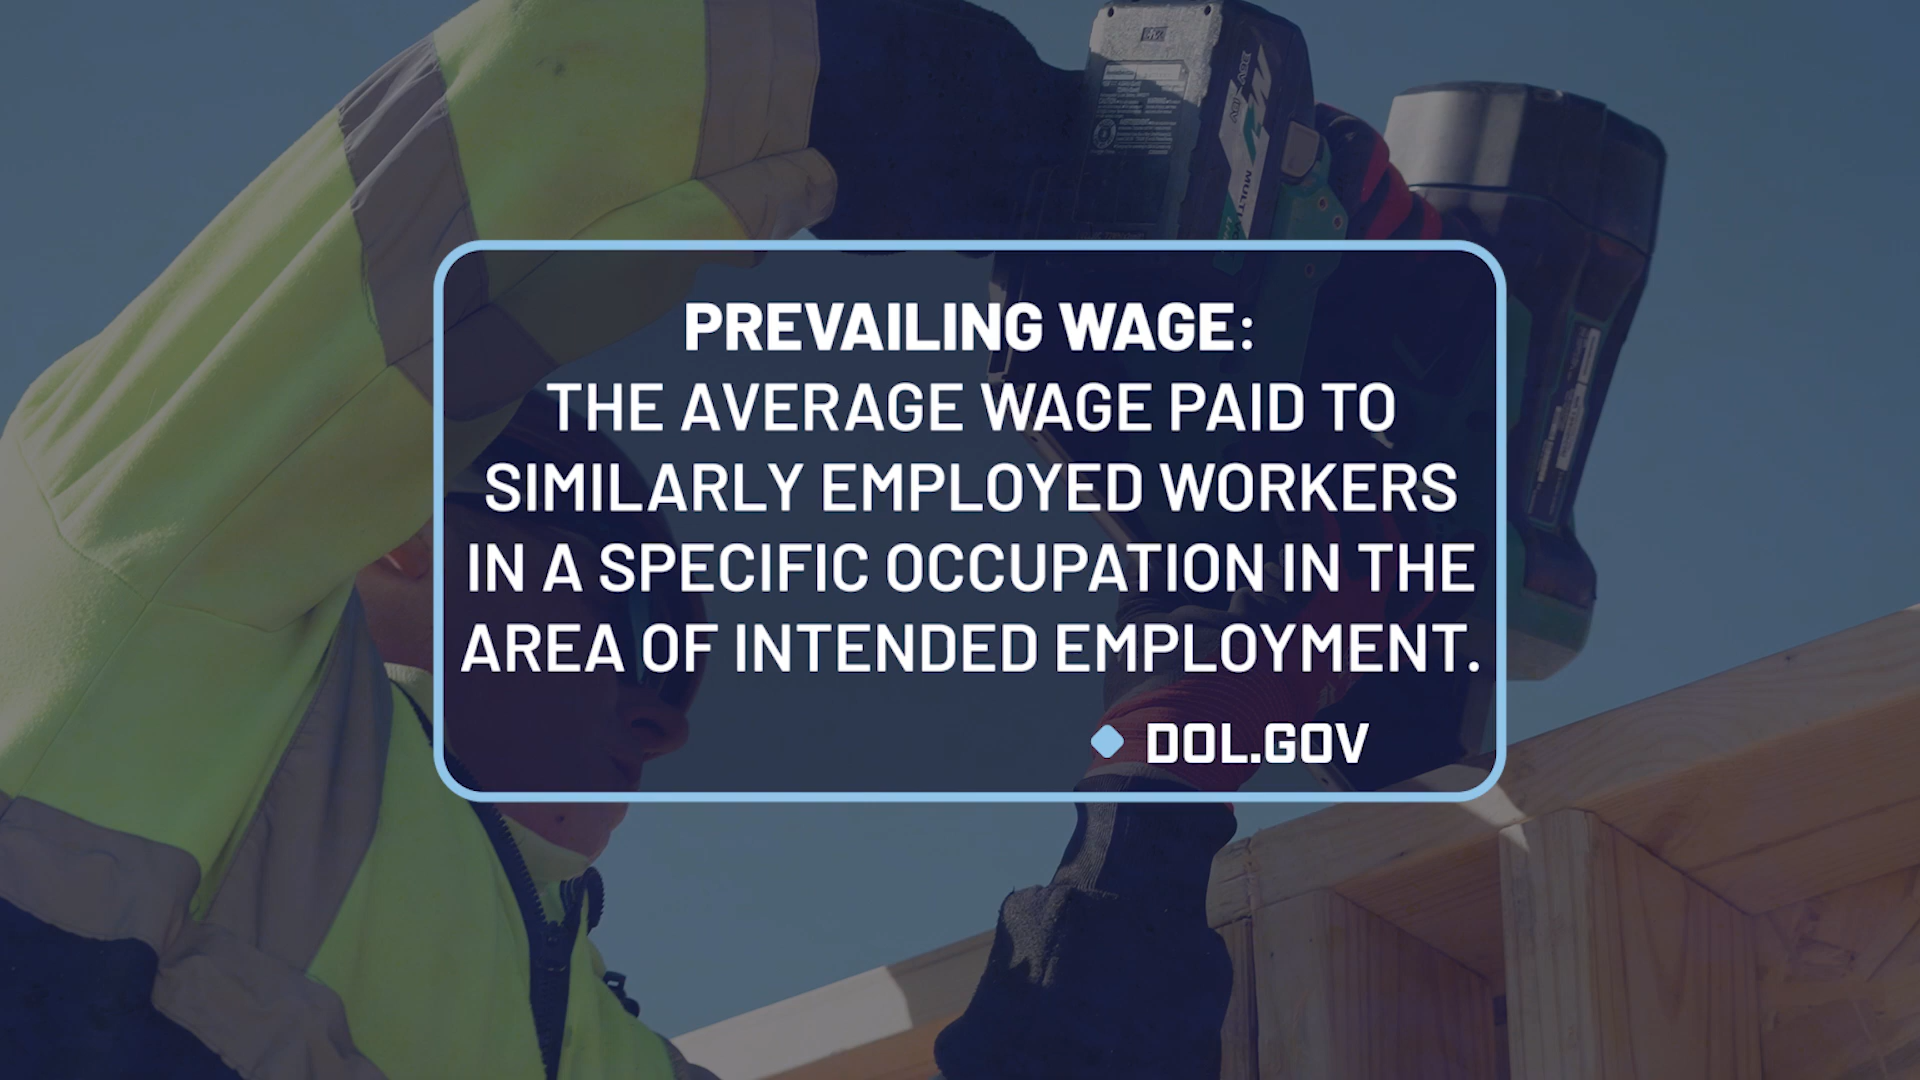 PREVAILING WAGE:
THE AVERAGE WAGE PAID TO
SIMILARLY EMPLOYED WORKERS
IN A SPECIFIC OCCUPATION IN THE
AREA OF INTENDED EMPLOYMENT.
DOL.GOV